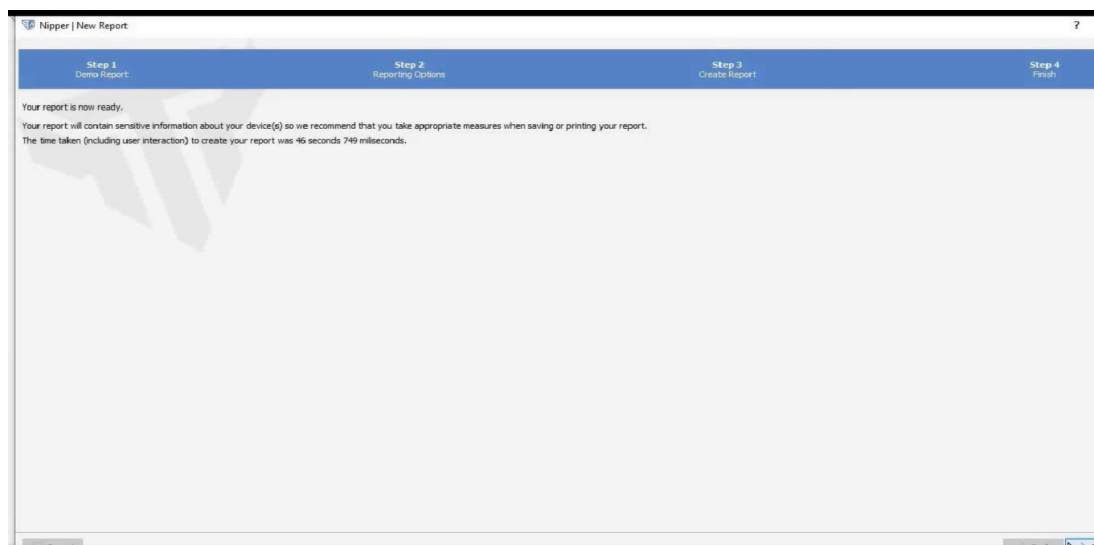 Nipper | New Report
?
Step 1
Demo Report
Step 2
Reporting Options
Step 3
Create Report
Step 4
Finish
Your report is now ready.
Your report will contain sensitive information about your device(s) so we recommend that you take appropriate measures when saving or printing your report.
The time taken (including user interaction) to create your report was 46 seconds 749 miliseconds.